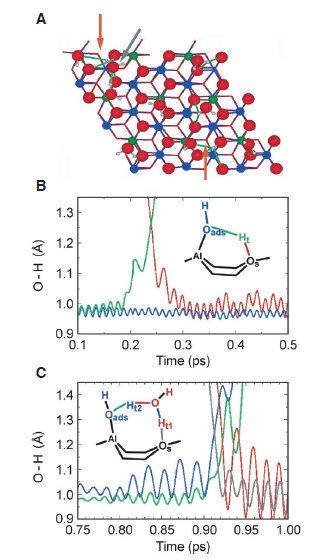 A
B
O - H (Å)
1.3
1.2
1.1
1.0
0.9
0.1
0.2
0.3
0.4
0.5
Time (ps)
H
Oads
Ht
Al
Os
C
O - H (Å)
1.4
1.3
1.2
1.1
1.0
0.9
0.75
0.80
0.85
0.90
0.95
1.00
Time (ps)
H
H
Ht2
O
Oads
Ht1
Al
Os